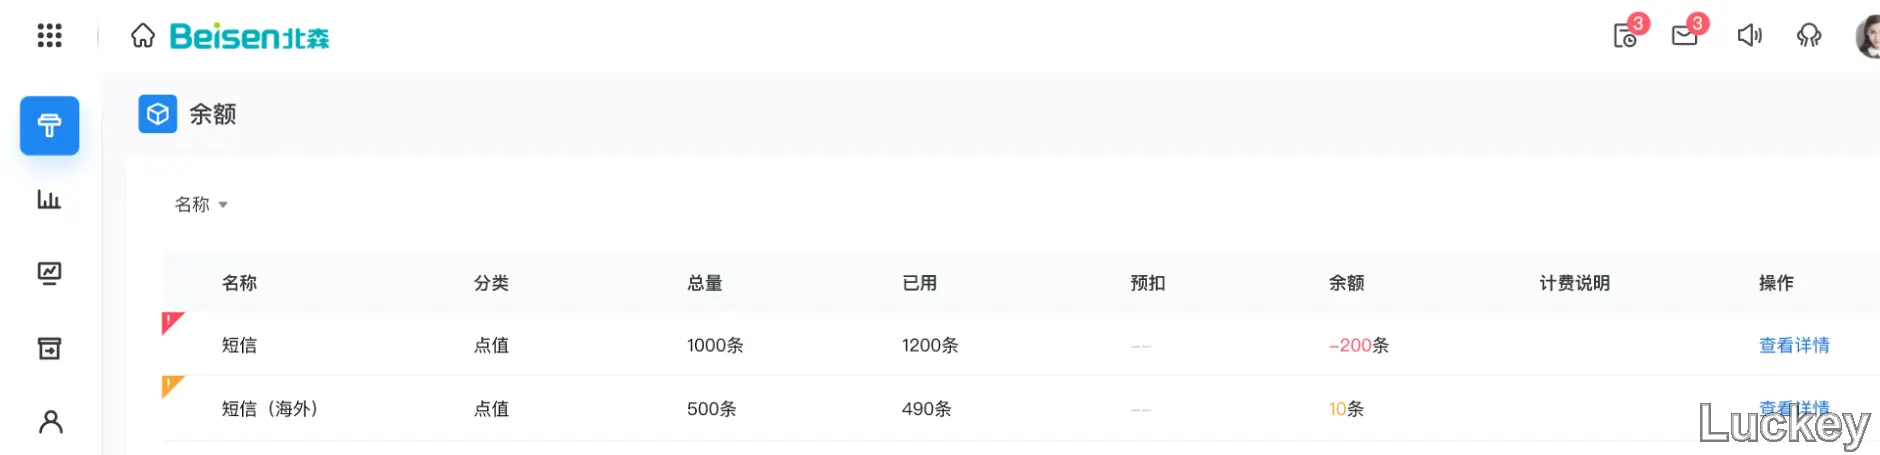 Beisen北森
3
3
余额
名称
名称 分类 总量 已用 预扣 余额 计费说明 操作
短信 点值 1000条 1200条 -- -200条 查看详情
短信（海外） 点值 500条 490条 -- 10条 查看详情
Luckey